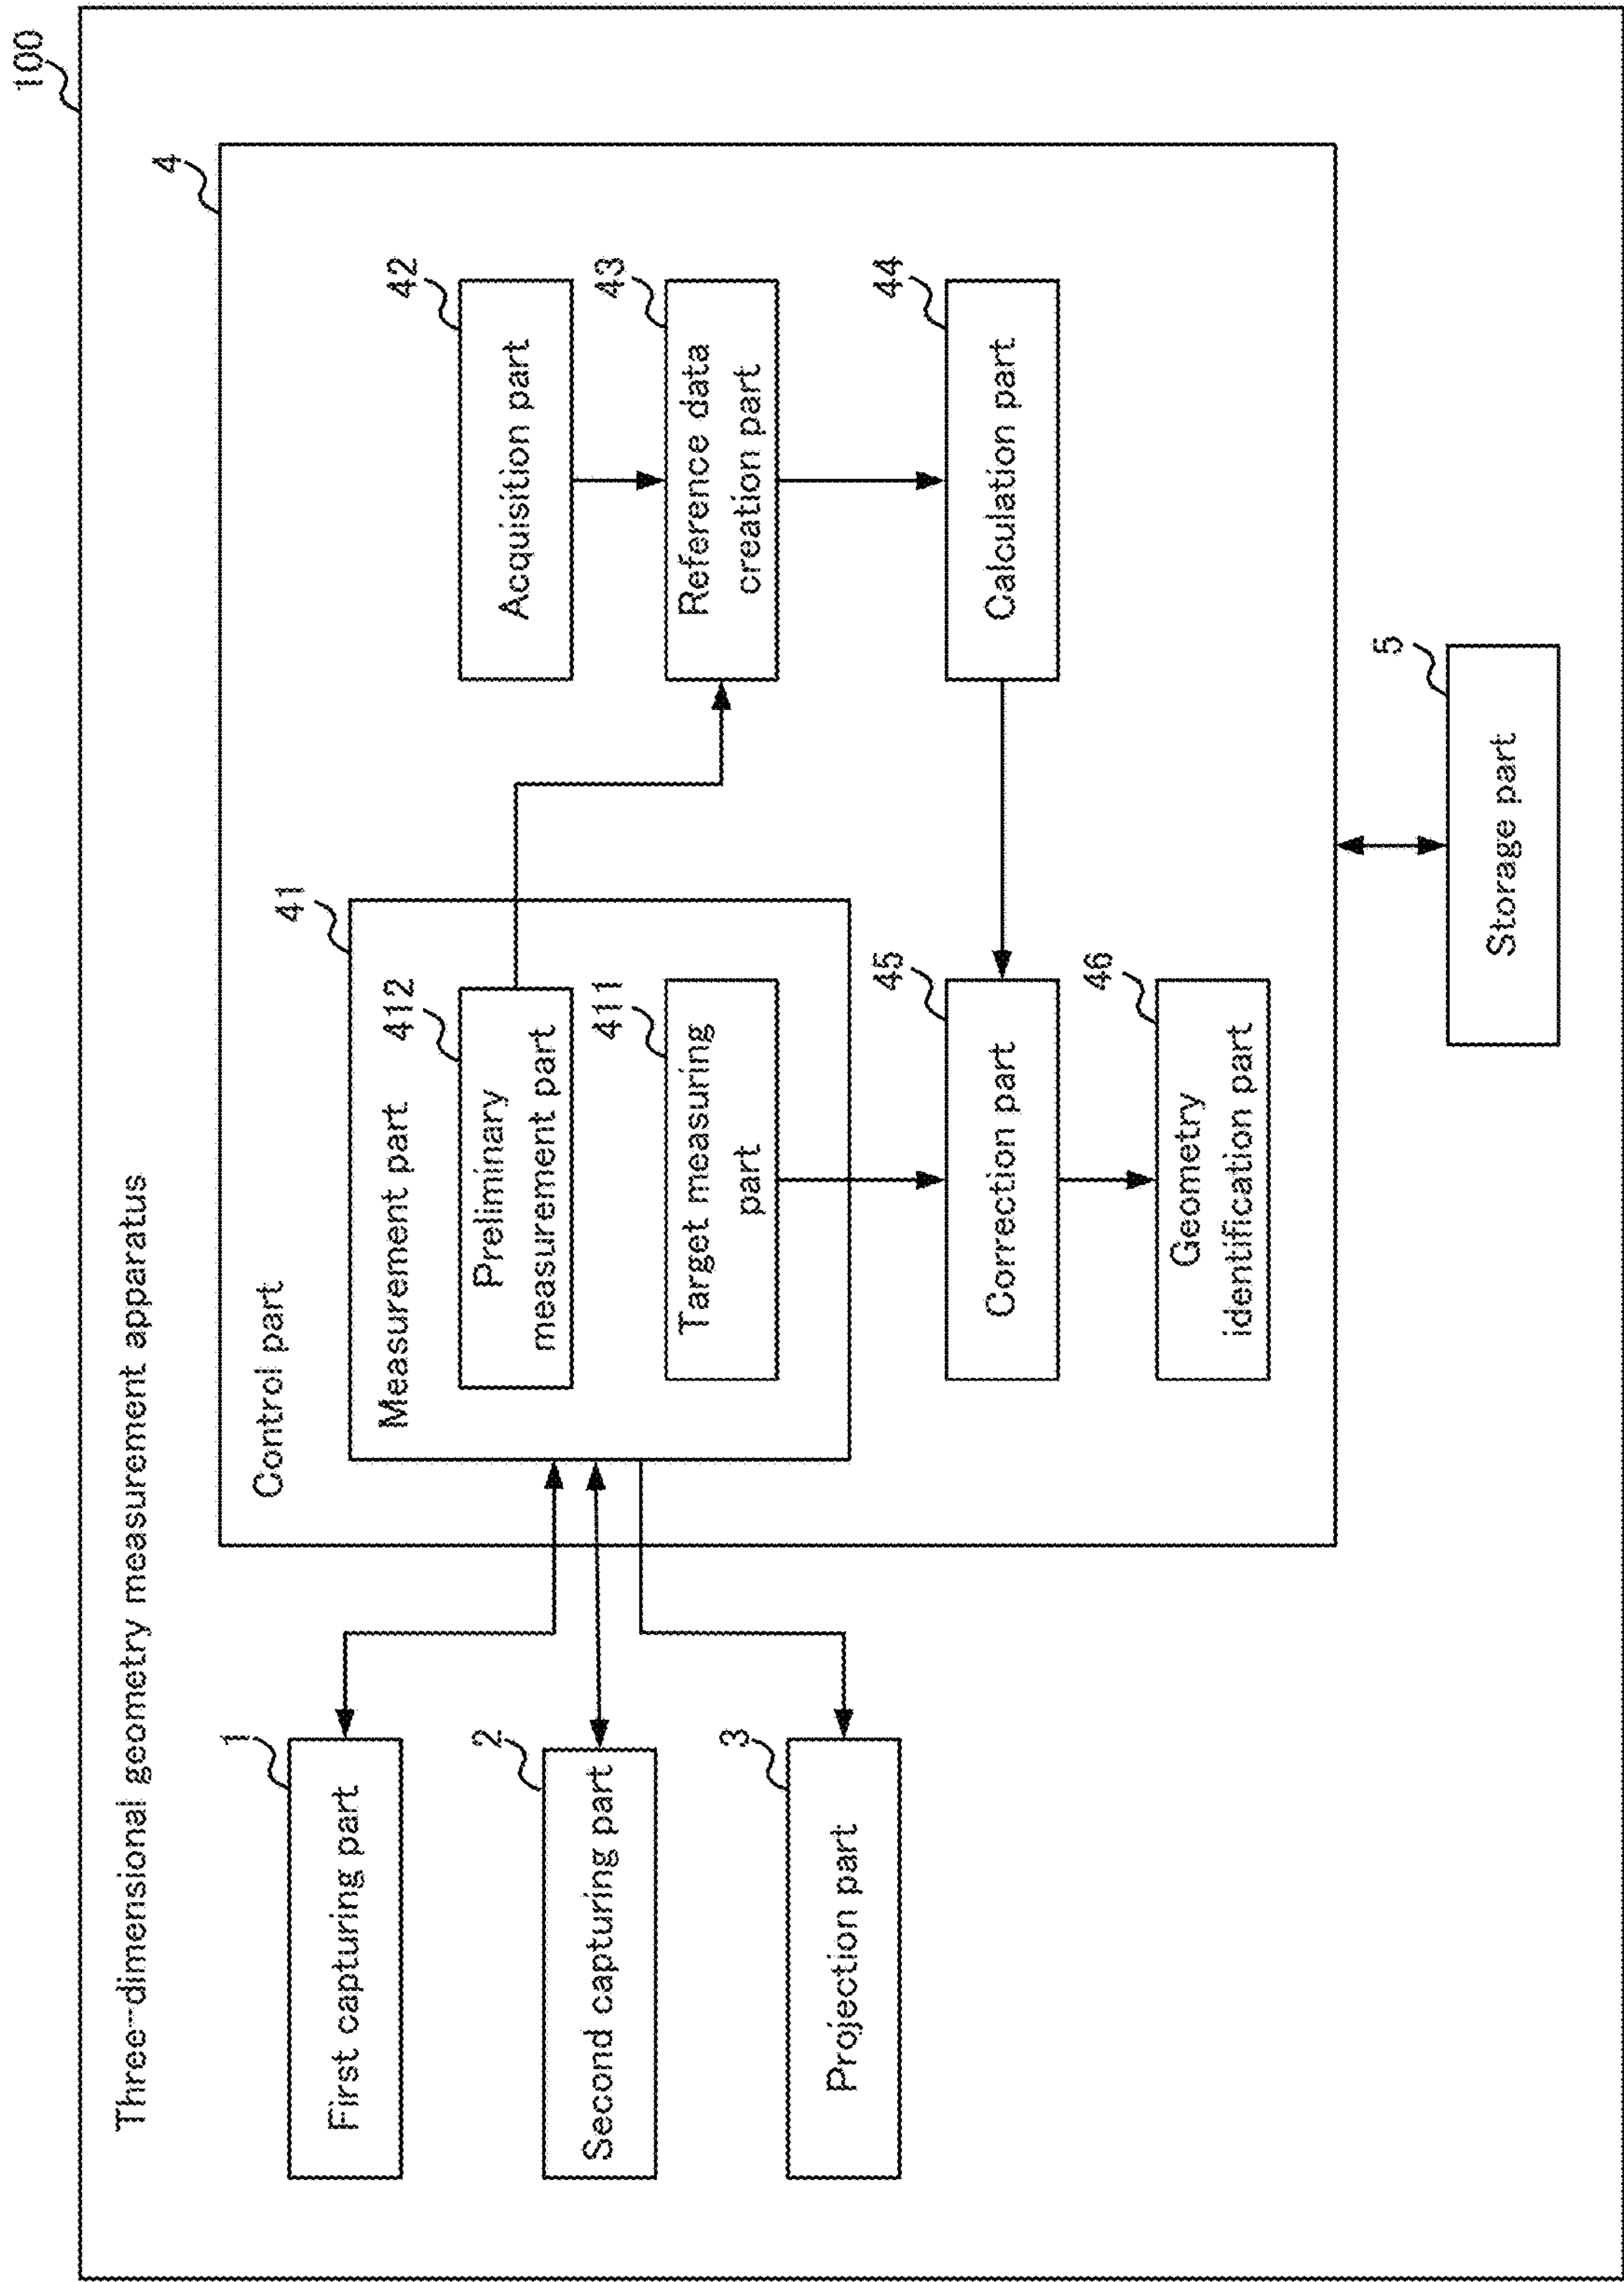 100
Three-dimensional geometry measurement apparatus
4
Control part
1
First capturing part
2
Second capturing part
3
Projection part
41
Measurement part
412
Preliminary
measurement part
411
Target measuring
part
42
Acquisition part
43
Reference data
creation part
44
Calculation part
45
Correction part
46
Geometry
identification part
5
Storage part